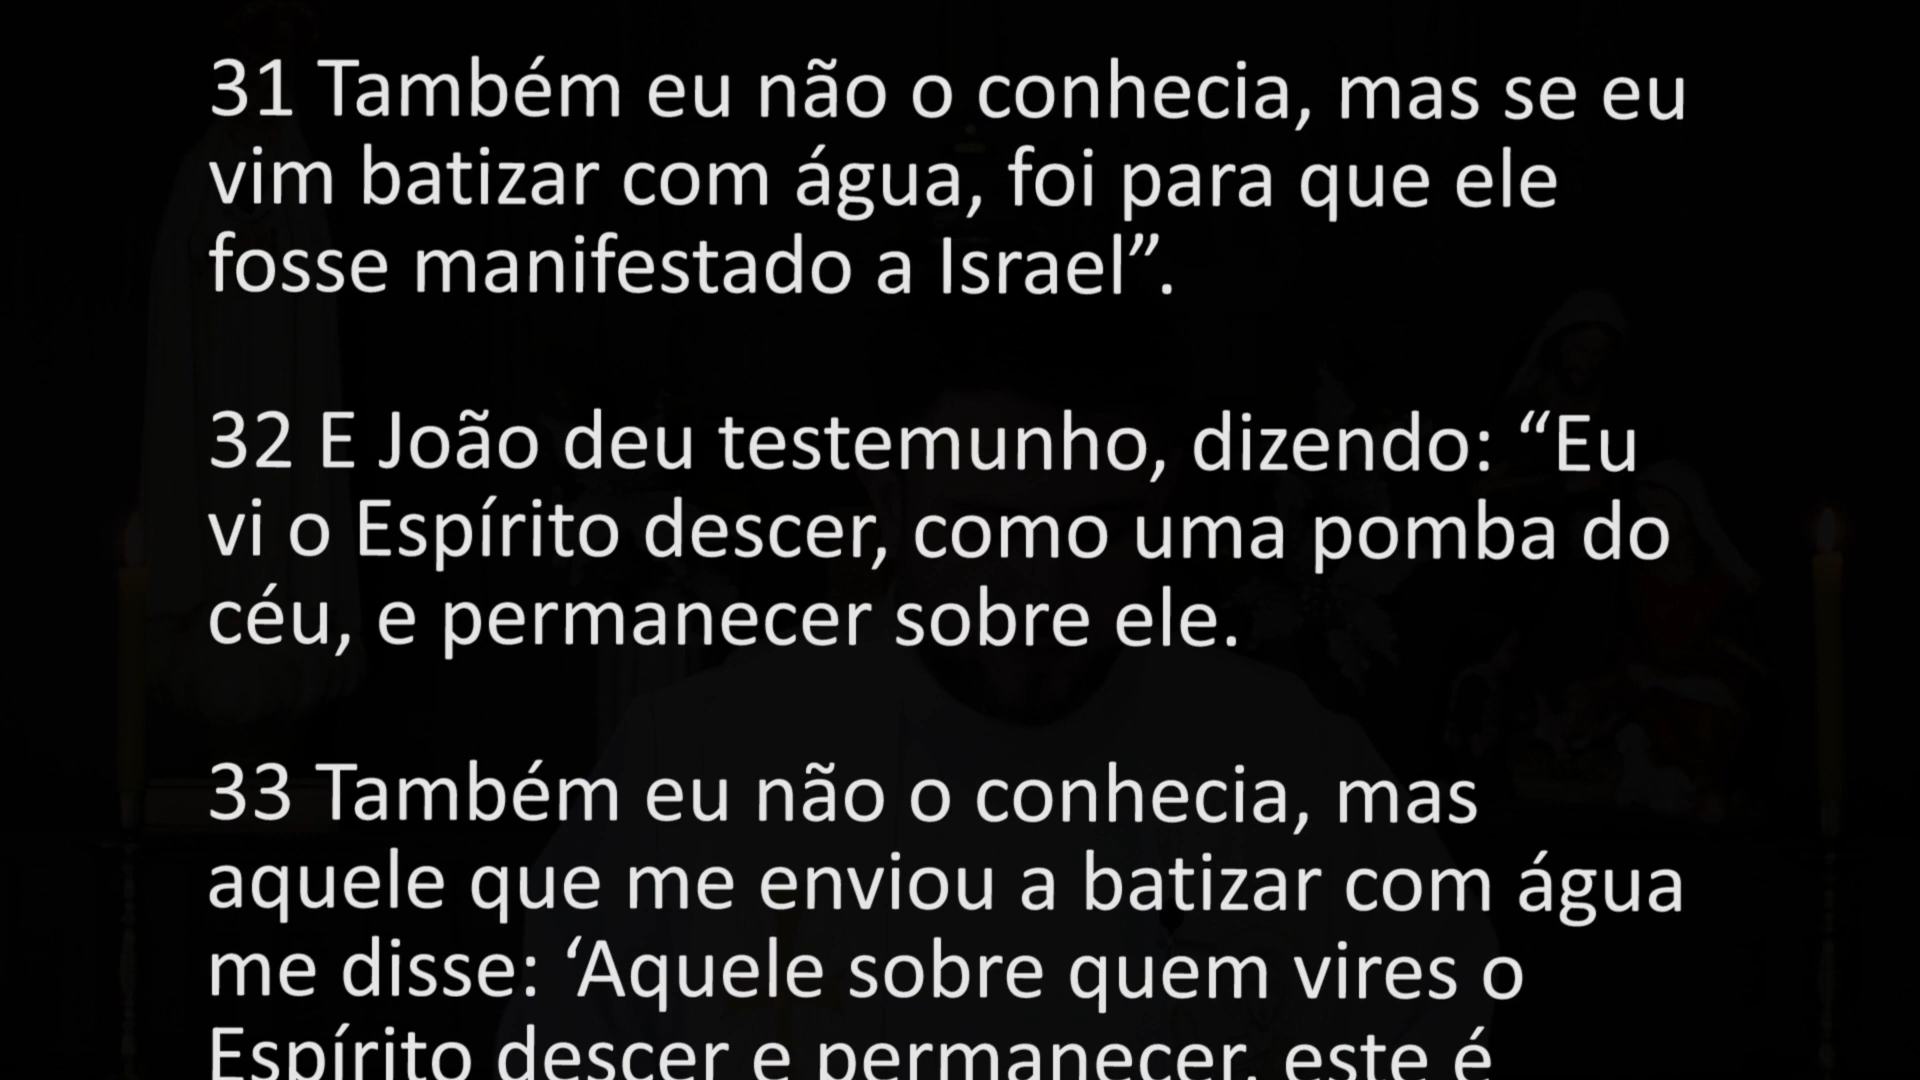 31 Também eu não o conhecia, mas se eu
vim batizar com água, foi para que ele
fosse manifestado a Israel”.
32 E João deu testemunho, dizendo: “Eu
vi o Espírito descer, como uma pomba do
céu, e permanecer sobre ele.
33 Também eu não o conhecia, mas
aquele que me enviou a batizar com água
me disse: ‘Aquele sobre quem vires o
Espírito descer e permanecer, este é